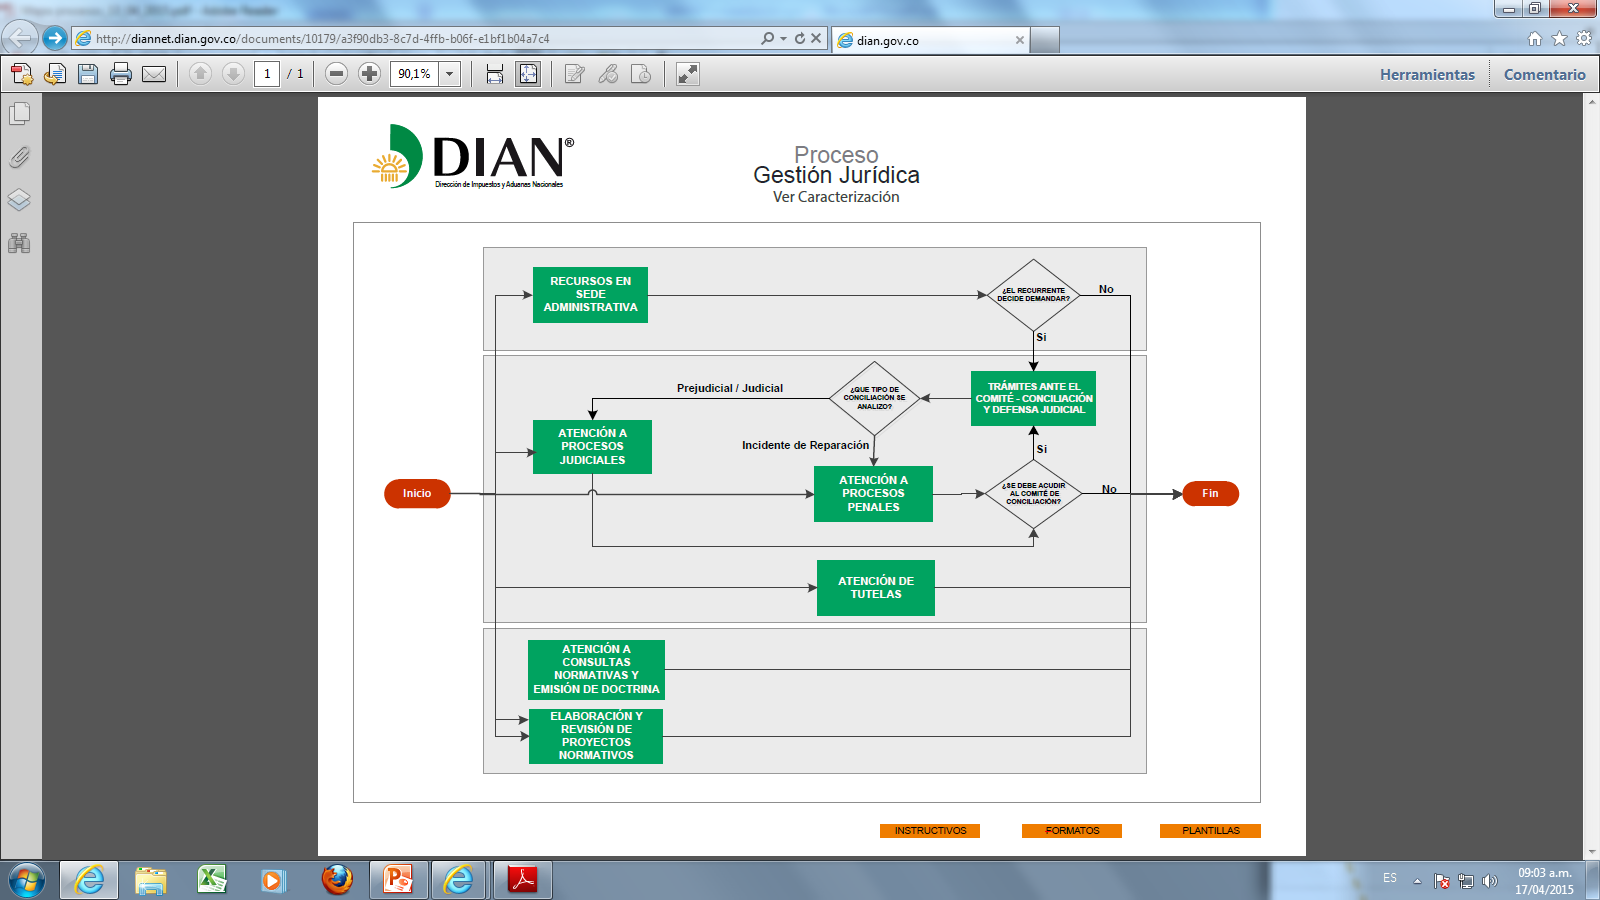 http://diannet.dian.gov.co/documents/10179/a3f90db3-8c7d-4ffb-b06f-e1bf1b04a7c4
dian.gov.co
1 / 1
90,1%
Herramientas
Comentario
DIAN®
Dirección de Impuestos y Aduanas Nacionales
Proceso
Gestión Jurídica
Ver Caracterización
RECURSOS EN
SEDE
ADMINISTRATIVA
¿EL RECURRENTE
DECIDE DEMANDAR?
No
Si
Prejudicial / Judicial
¿QUE TIPO DE
CONCILIACIÓN SE
ANALIZO?
TRÁMITES ANTE EL
COMITÉ - CONCILIACIÓN
Y DEFENSA JUDICIAL
ATENCIÓN A
PROCESOS
JUDICIALES
Incidente de Reparación
Si
Inicio
ATENCIÓN A
PROCESOS
PENALES
¿SE DEBE ACUDIR
AL COMITÉ DE
CONCILIACIÓN?
No
Fin
ATENCIÓN DE
TUTELAS
ATENCIÓN A
CONSULTAS
NORMATIVAS Y
EMISIÓN DE DOCTRINA
ELABORACIÓN Y
REVISIÓN DE
PROYECTOS
NORMATIVOS
INSTRUCTIVOS
FORMATOS
PLANTILLAS
ES
09:03 a.m.
17/04/2015